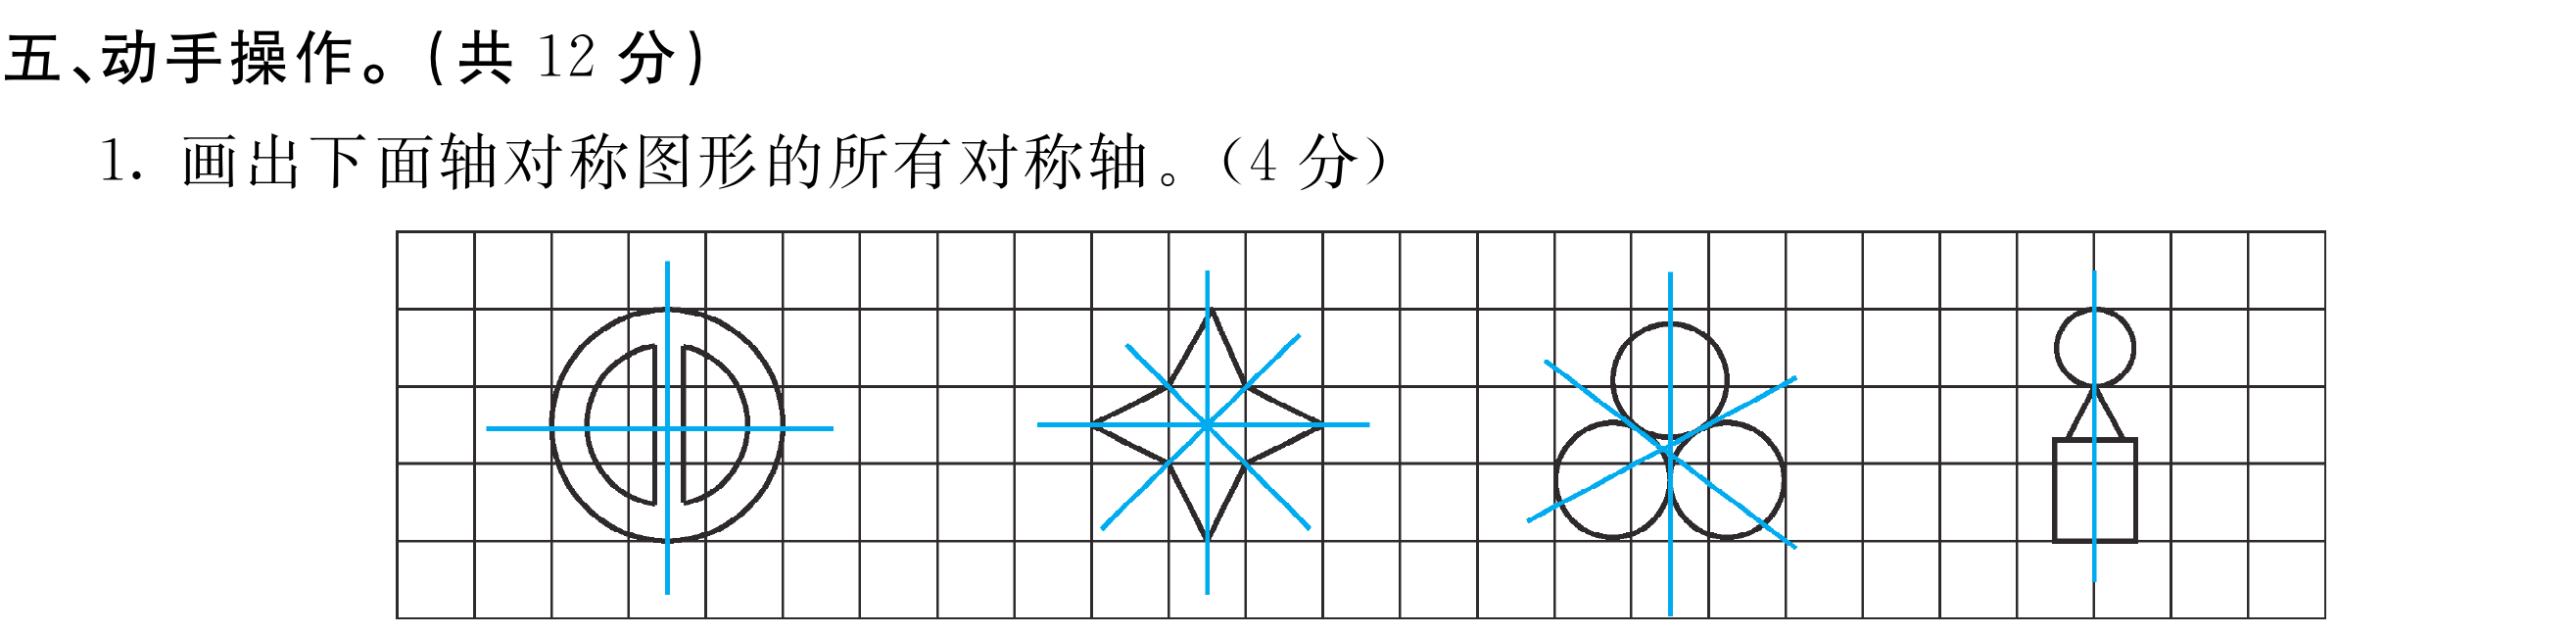 五、动手操作。(共 12 分)
1. 画出下面轴对称图形的所有对称轴。（4 分）